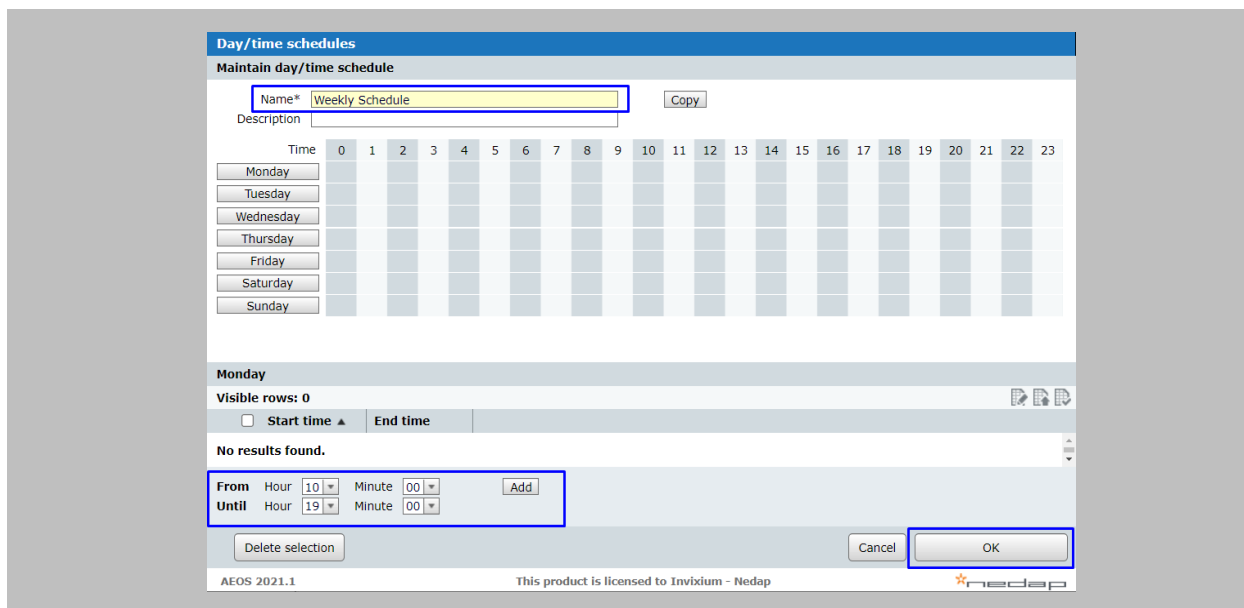 Day/time schedules
Maintain day/time schedule
Name* Weekly Schedule Copy
Description
Time 0 1 2 3 4 5 6 7 8 9 10 11 12 13 14 15 16 17 18 19 20 21 22 23
Monday
Tuesday
Wednesday
Thursday
Friday
Saturday
Sunday
Monday
Visible rows: 0
Start time ▲ End time
No results found.
From Hour 10 Minute 00 Add
Until Hour 19 Minute 00
Delete selection Cancel OK
AEOS 2021.1 This product is licensed to Invixium - Nedap nedap